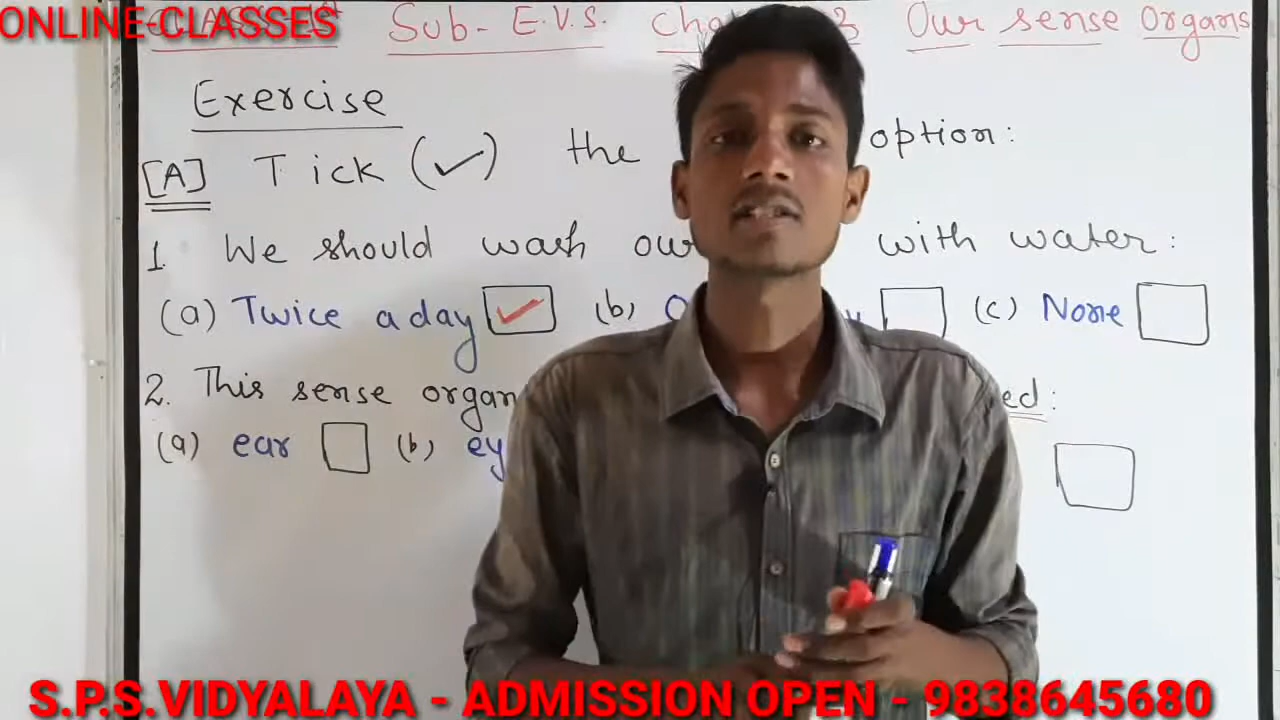 ONLINE CLASSES
Sub- E.V.S. 3 Our sense Organs
Exercise
[A] Tick (✓) the option:
1. We should wash our with water:
(a) Twice a day ✓ (b) (c) None
2. This sense organ
(a) ear (b)
S.P.S.VIDYALAYA - ADMISSION OPEN - 9838645680